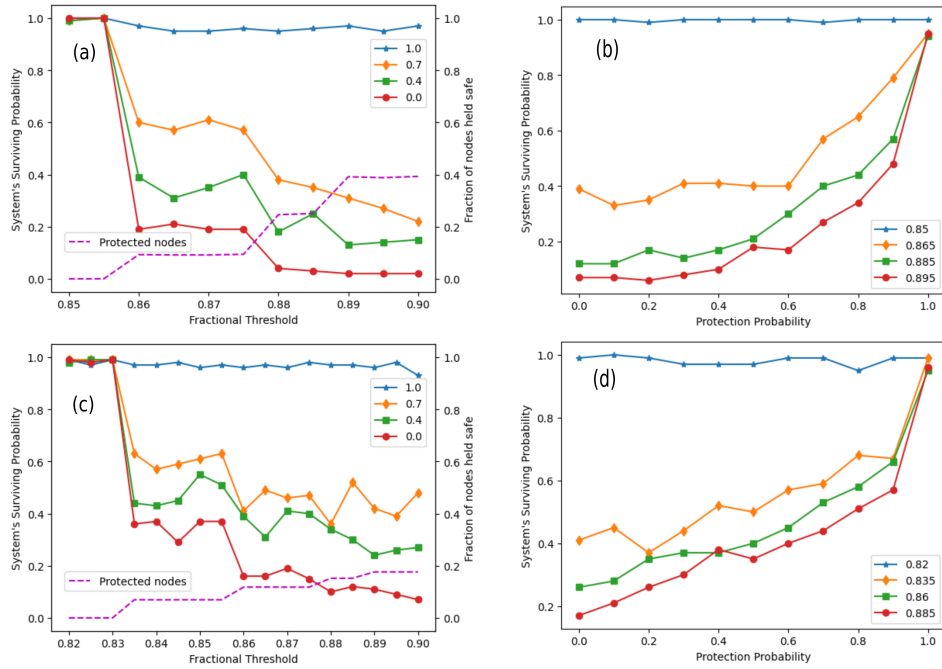 (a)
System's Surviving Probability
1.0
0.8
0.6
0.4
0.2
0.0
1.0
0.7
0.4
0.0
Protected nodes
1.0
0.8
0.6
0.4
0.2
0.0
Fraction of nodes held safe
0.85 0.86 0.87 0.88 0.89 0.90
Fractional Threshold
(b)
System's Surviving Probability
1.0
0.8
0.6
0.4
0.2
0.85
0.865
0.885
0.895
0.0 0.2 0.4 0.6 0.8 1.0
Protection Probability
(c)
System's Surviving Probability
1.0
0.8
0.6
0.4
0.2
0.0
1.0
0.7
0.4
0.0
Protected nodes
1.0
0.8
0.6
0.4
0.2
0.0
Fraction of nodes held safe
0.82 0.83 0.84 0.85 0.86 0.87 0.88 0.89 0.90
Fractional Threshold
(d)
System's Surviving Probability
1.0
0.8
0.6
0.4
0.2
0.82
0.835
0.86
0.885
0.0 0.2 0.4 0.6 0.8 1.0
Protection Probability